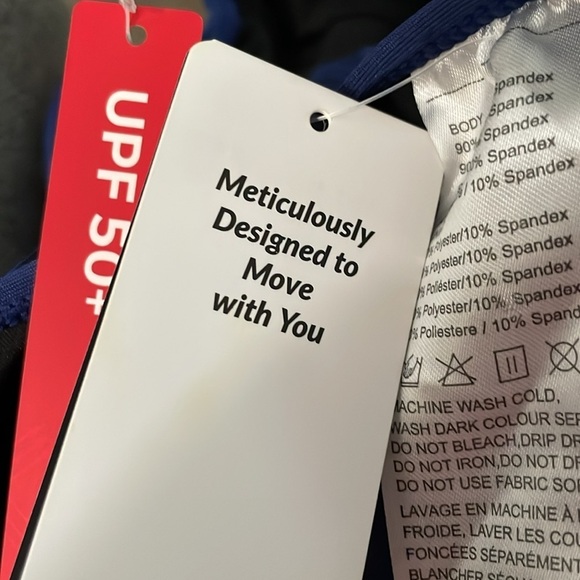 UPF 50+
Meticulously
Designed to
Move
with You
Spandex
BODY Spandex
90% Spandex
90% Spandex
/ 10% Spandex
/10% Spandex
Polyester/10% Spandex
Poliéster/10% Spandex
Polyester/10% Spandex
% Poliestere / 10% Spand
MACHINE WASH COLD,
WASH DARK COLOUR SEP
DO NOT BLEACH,DRIP DR
DO NOT IRON,DO NOT DR
DO NOT USE FABRIC SOF
LAVAGE EN MACHINE À
FROIDE, LAVER LES COU
FONCÉES SÉPARÉMENT
BLANCHIR